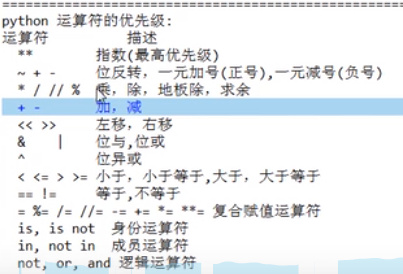 python 运算符的优先级:
运算符 描述
** 指数(最高优先级)
~ + - 位反转，一元加号(正号),一元减号(负号)
* / // % 乘，除，地板除，求余
+ - 加，减
<< >> 左移，右移
& | 位与,位或
^ 位异或
< <= > >= 小于，小于等于,大于，大于等于
== != 等于,不等于
= %= /= //= -= += *= **= 复合赋值运算符
is, is not 身份运算符
in, not in 成员运算符
not, or, and 逻辑运算符